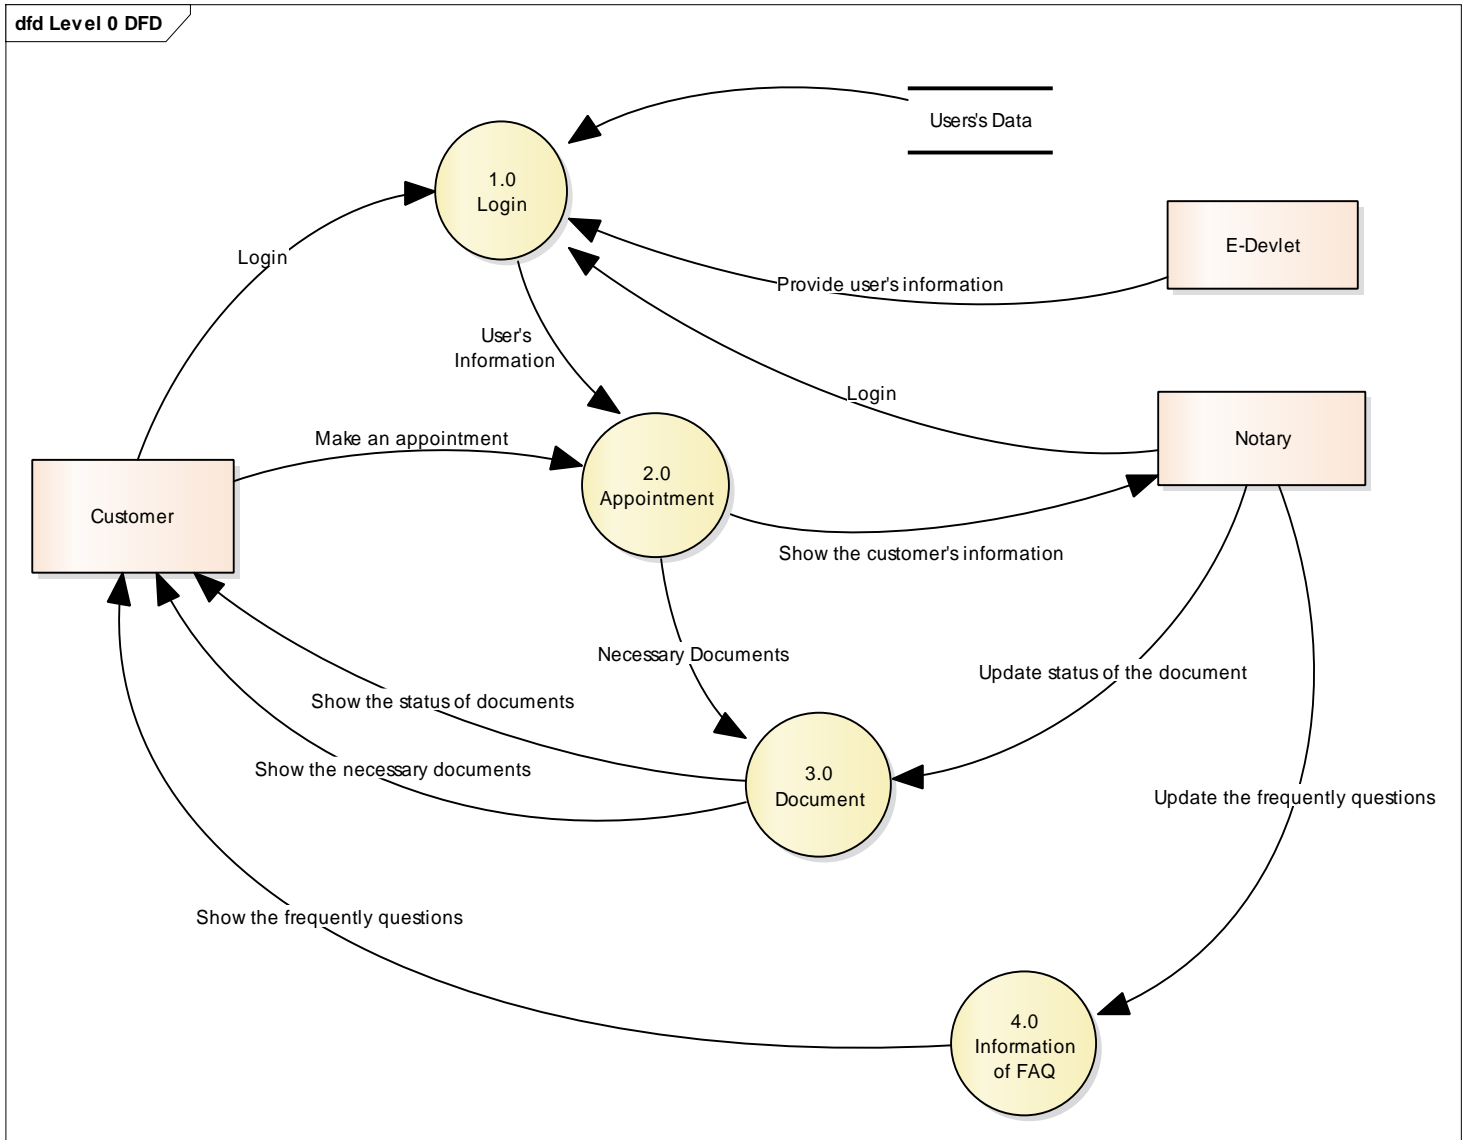 dfd Level 0 DFD
Users's Data
1.0
Login
E-Devlet
Login
Provide user's information
User's
Information
Login
Make an appointment
Notary
2.0
Appointment
Customer
Show the customer's information
Necessary Documents
Update status of the document
Show the status of documents
Show the necessary documents
3.0
Document
Update the frequently questions
Show the frequently questions
4.0
Information
of FAQ